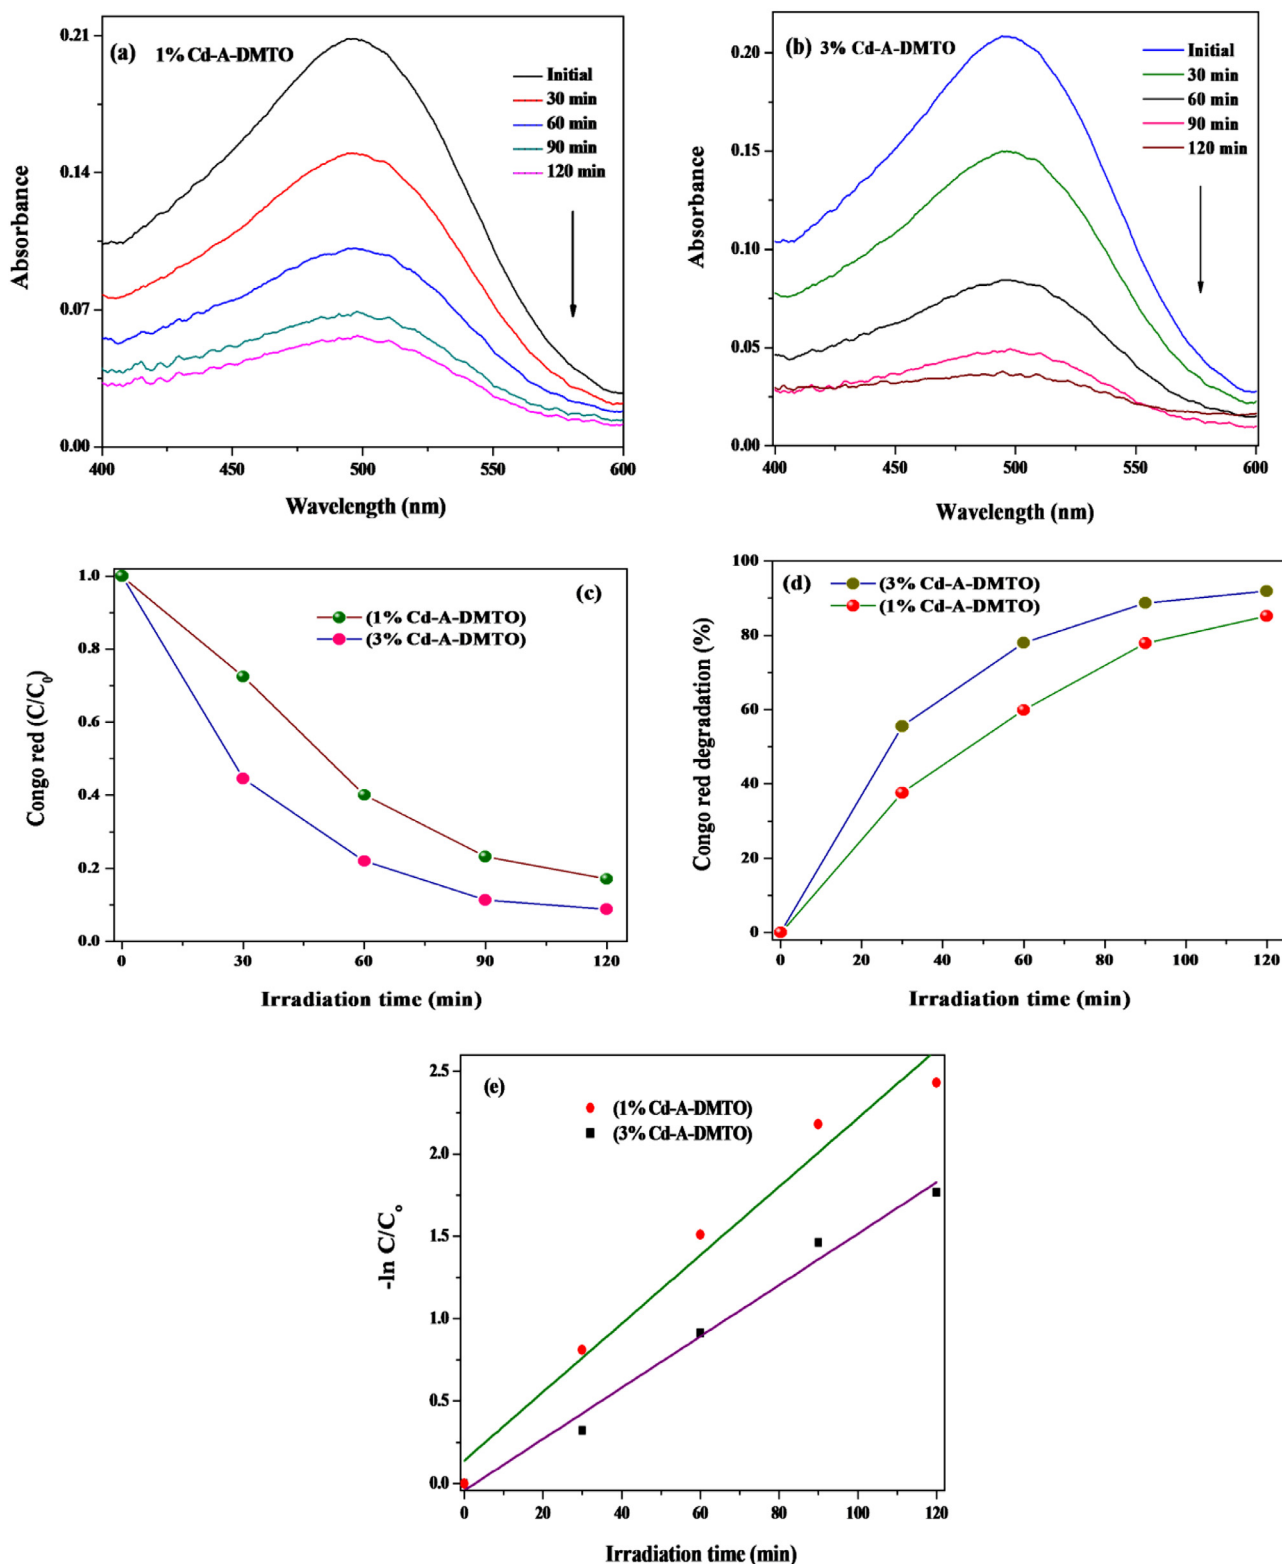 (a) 1% Cd-A-DMTO
Initial
30 min
60 min
90 min
120 min
0.21
0.14
0.07
0.00
Absorbance
400 450 500 550 600
Wavelength (nm)
(b) 3% Cd-A-DMTO
Initial
30 min
60 min
90 min
120 min
0.20
0.15
0.10
0.05
0.00
Absorbance
400 450 500 550 600
Wavelength (nm)
(c)
(1% Cd-A-DMTO)
(3% Cd-A-DMTO)
1.0
0.8
0.6
0.4
0.2
0.0
Congo red (C/C0)
0 30 60 90 120
Irradiation time (min)
(d)
(3% Cd-A-DMTO)
(1% Cd-A-DMTO)
100
80
60
40
20
0
Congo red degradation (%)
0 20 40 60 80 100 120
Irradiation time (min)
(e)
(1% Cd-A-DMTO)
(3% Cd-A-DMTO)
2.5
2.0
1.5
1.0
0.5
0.0
-ln C/Co
0 20 40 60 80 100 120
Irradiation time (min)